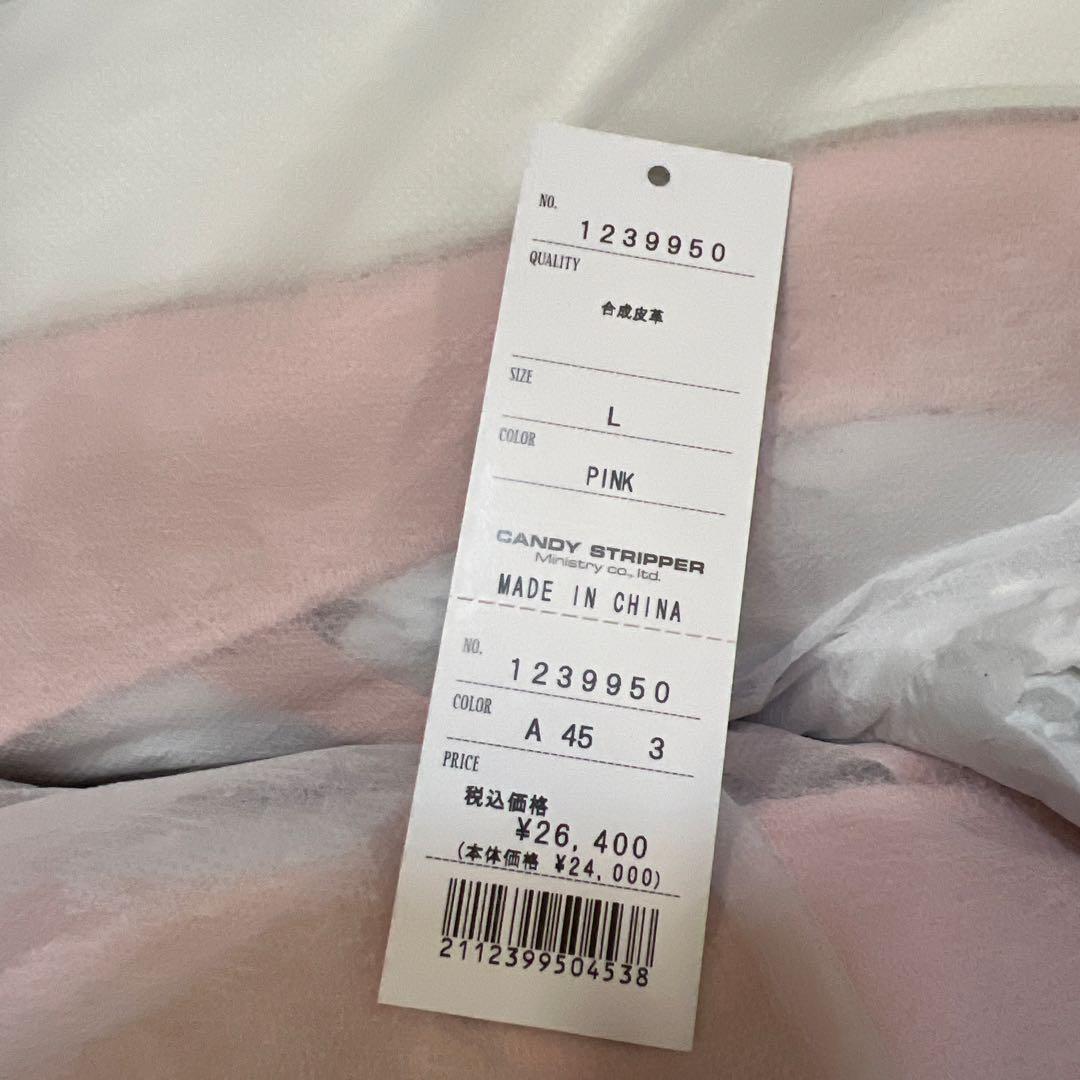 NO.
1239950
QUALITY
合成皮革
SIZE
L
COLOR
PINK
CANDY STRIPPER
Ministry co., ltd.
MADE IN CHINA
NO.
1239950
COLOR
A 45 3
PRICE
税込価格
¥26,400
(本体価格 ¥24,000)
2112399504538